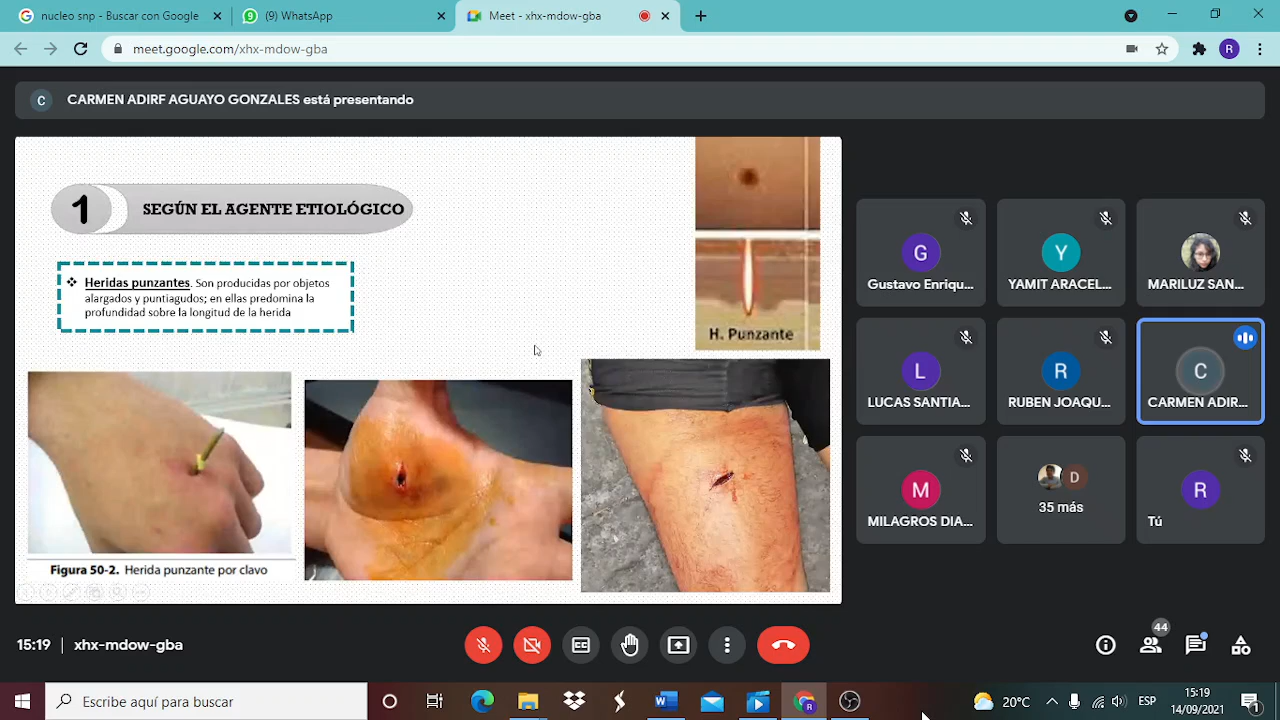 nucleo snp - Buscar con Google
(9) WhatsApp
Meet - xhx-mdow-gba
meet.google.com/xhx-mdow-gba
R
C
CARMEN ADIRF AGUAYO GONZALES está presentando
1
SEGÚN EL AGENTE ETIOLÓGICO
❖ Heridas punzantes. Son producidas por objetos
alargados y puntiagudos; en ellas predomina la
profundidad sobre la longitud de la herida
H. Punzante
Figura 50-2. Herida punzante por clavo
G
Gustavo Enriqu...
Y
YAMIT ARACEL...
MARILUZ SAN...
L
LUCAS SANTIA...
R
RUBEN JOAQU...
C
CARMEN ADIR...
M
MILAGROS DIA...
D
35 más
R
Tú
15:19 | xhx-mdow-gba
44
Escribe aquí para buscar
20°C
ESP
15:19
14/09/2021
1